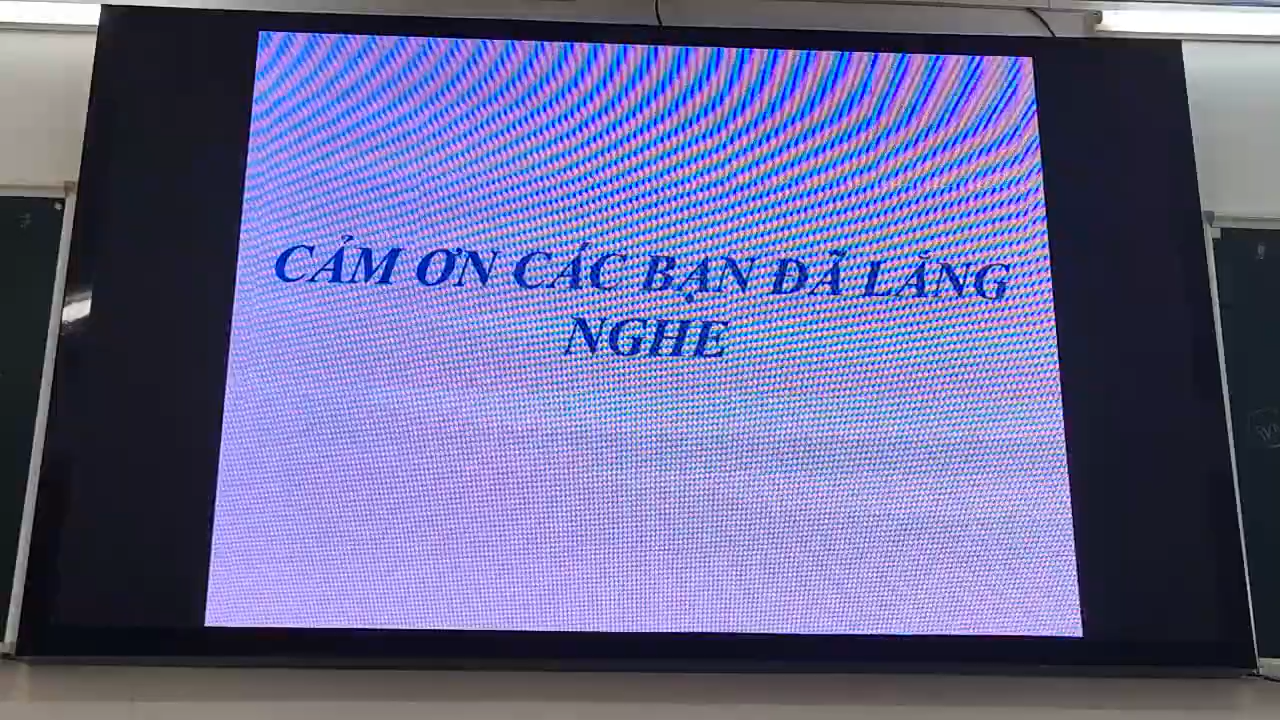 CẢM ƠN CÁC BẠN ĐÃ LẮNG
NGHE